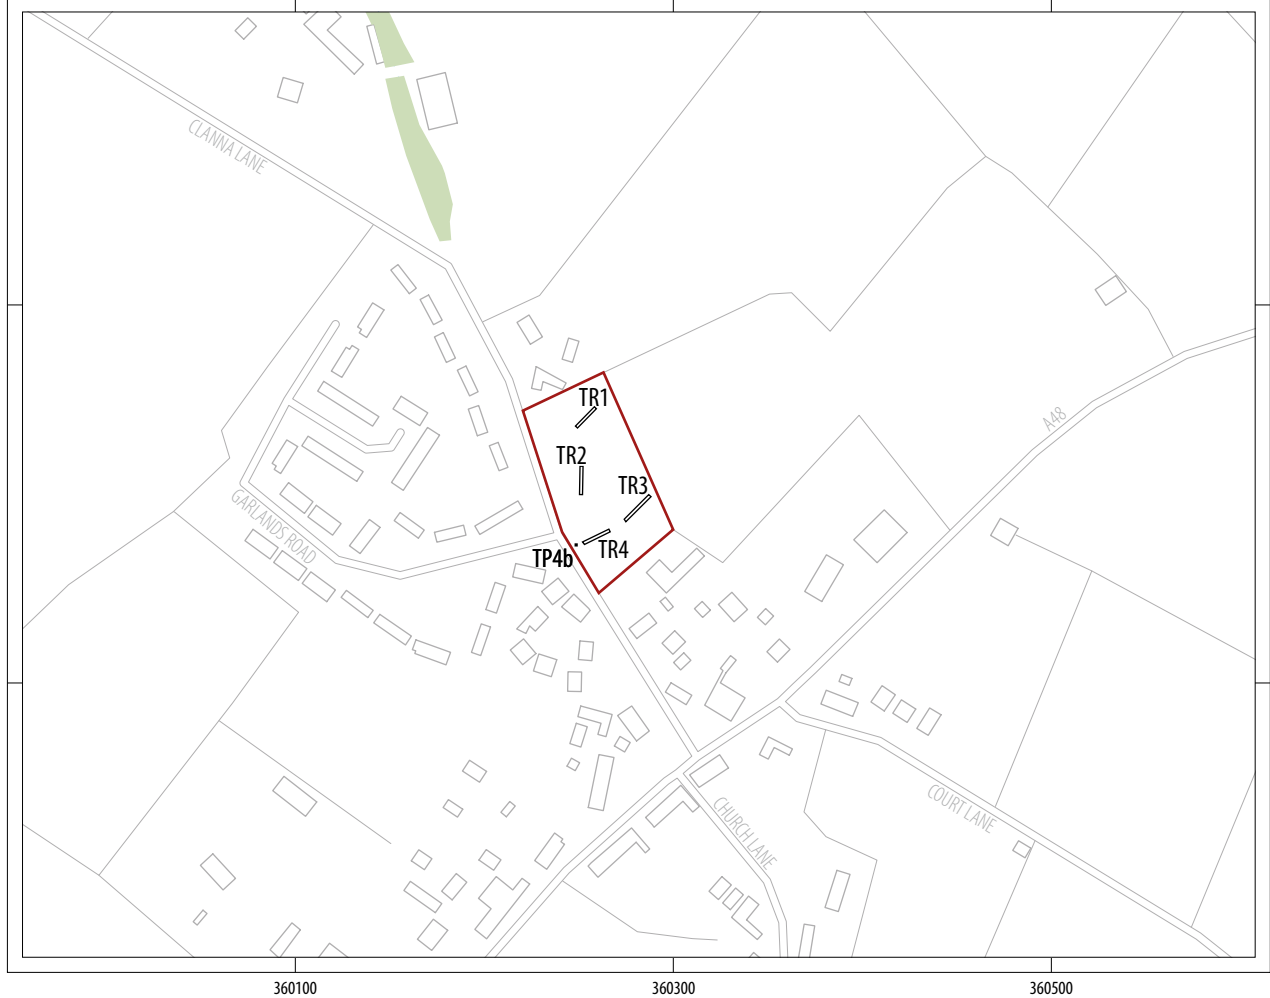 CLANNA LANE
TR1
A48
TR2
TR3
GARLANDS ROAD
TR4
TP4b
COURT LANE
CHURCH LANE
360100
360300
360500